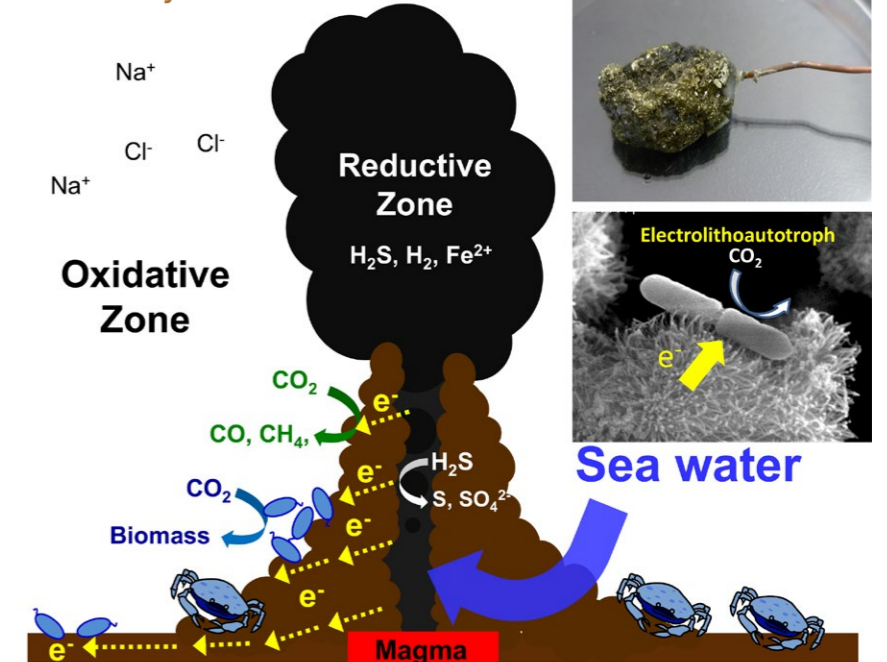 Na⁺
Cl⁻
Cl⁻
Na⁺
Oxidative
Zone
Reductive
Zone
H₂S, H₂, Fe²⁺
Electrolithoautotroph
CO₂
e⁻
Sea water
CO₂
CO, CH₄,
e⁻
H₂S
S, SO₄²⁻
e⁻
CO₂
Biomass
e⁻
e⁻
e⁻
Magma